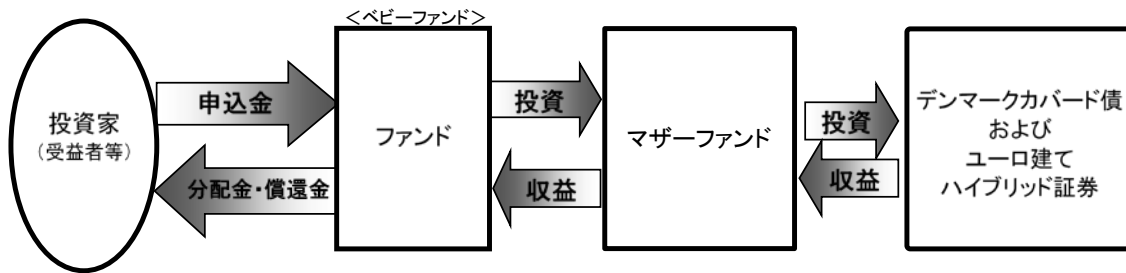 ＜ベビーファンド＞
投資家
(受益者等)
申込金
分配金・償還金
ファンド
投資
収益
マザーファンド
投資
収益
デンマークカバード債
および
ユーロ建て
ハイブリッド証券